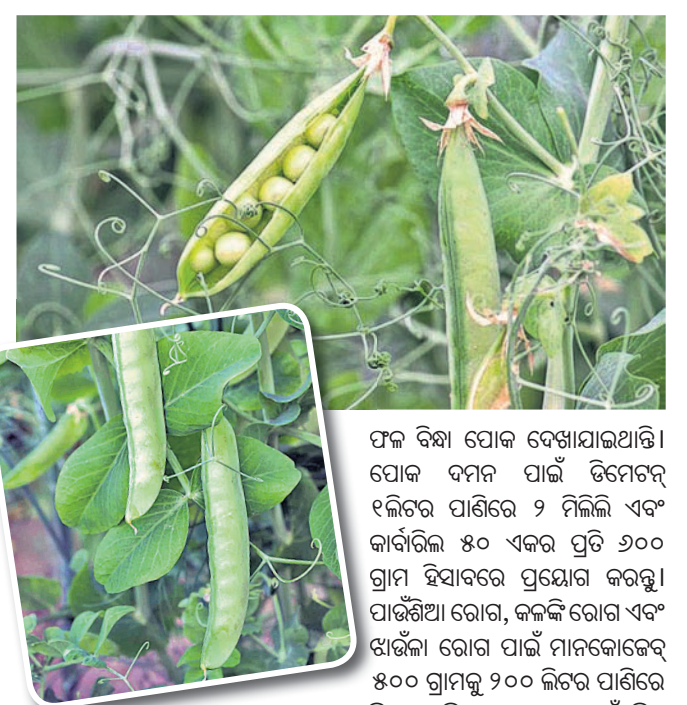 ଫଳ ବିନ୍ଧା ପୋକ ଦେଖାଯାଇଥାନ୍ତି।
ପୋକ ଦମନ ପାଇଁ ଡିମେଟନ୍
୧ଲିଟର ପାଣିରେ ୨ ମିଲିଲି ଏବଂ
କାର୍ବାରିଲ ୫୦ ଏକର ପ୍ରତି ୬୦୦
ଗ୍ରାମ ହିସାବରେ ପ୍ରୟୋଗ କରନ୍ତୁ।
ପାଉଁଶିଆ ରୋଗ, କଳଙ୍କି ରୋଗ ଏବଂ
ଝାଉଁଳା ରୋଗ ପାଇଁ ମାନକୋଜେବ୍
୫୦୦ ଗ୍ରାମକୁ ୨୦୦ ଲିଟର ପାଣିରେ